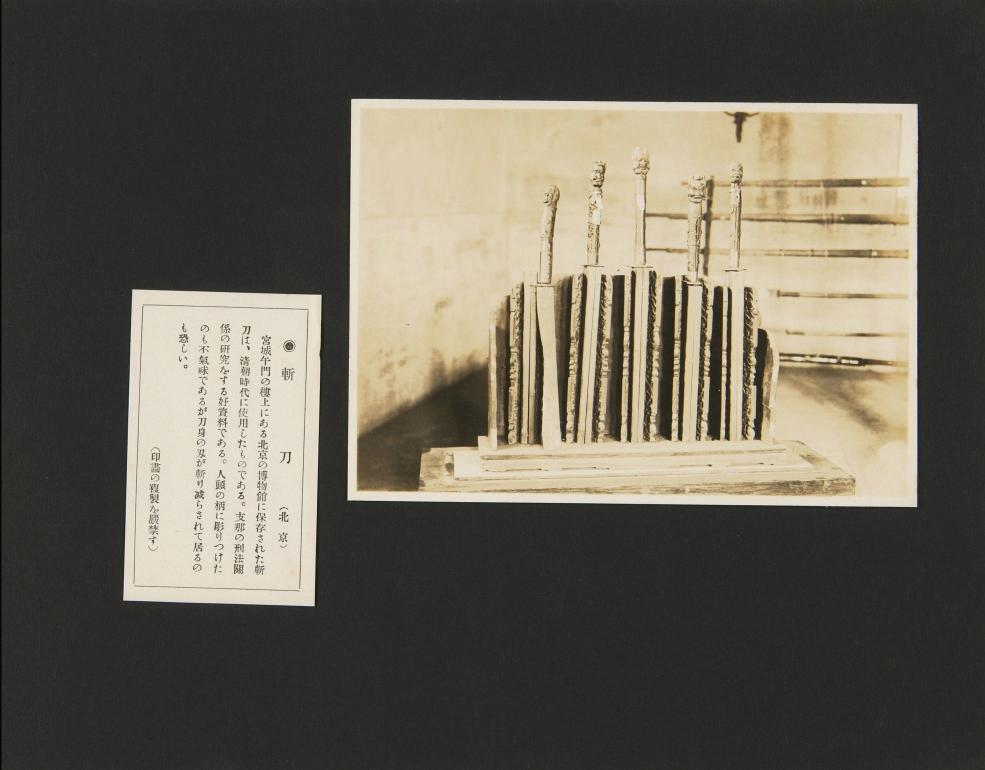 ◉ 斬刀（北京）
宮城午門の樓上にある北京の博物館に保存された斬
刀は、清朝時代に使用したものである。支那の刑法關
係の研究をする好資料である。人頭の柄に彫りつけた
のも不氣味であるが刀身の刄が斬り減らされて居るの
も恐しい。
（印畵の複製を嚴禁す）